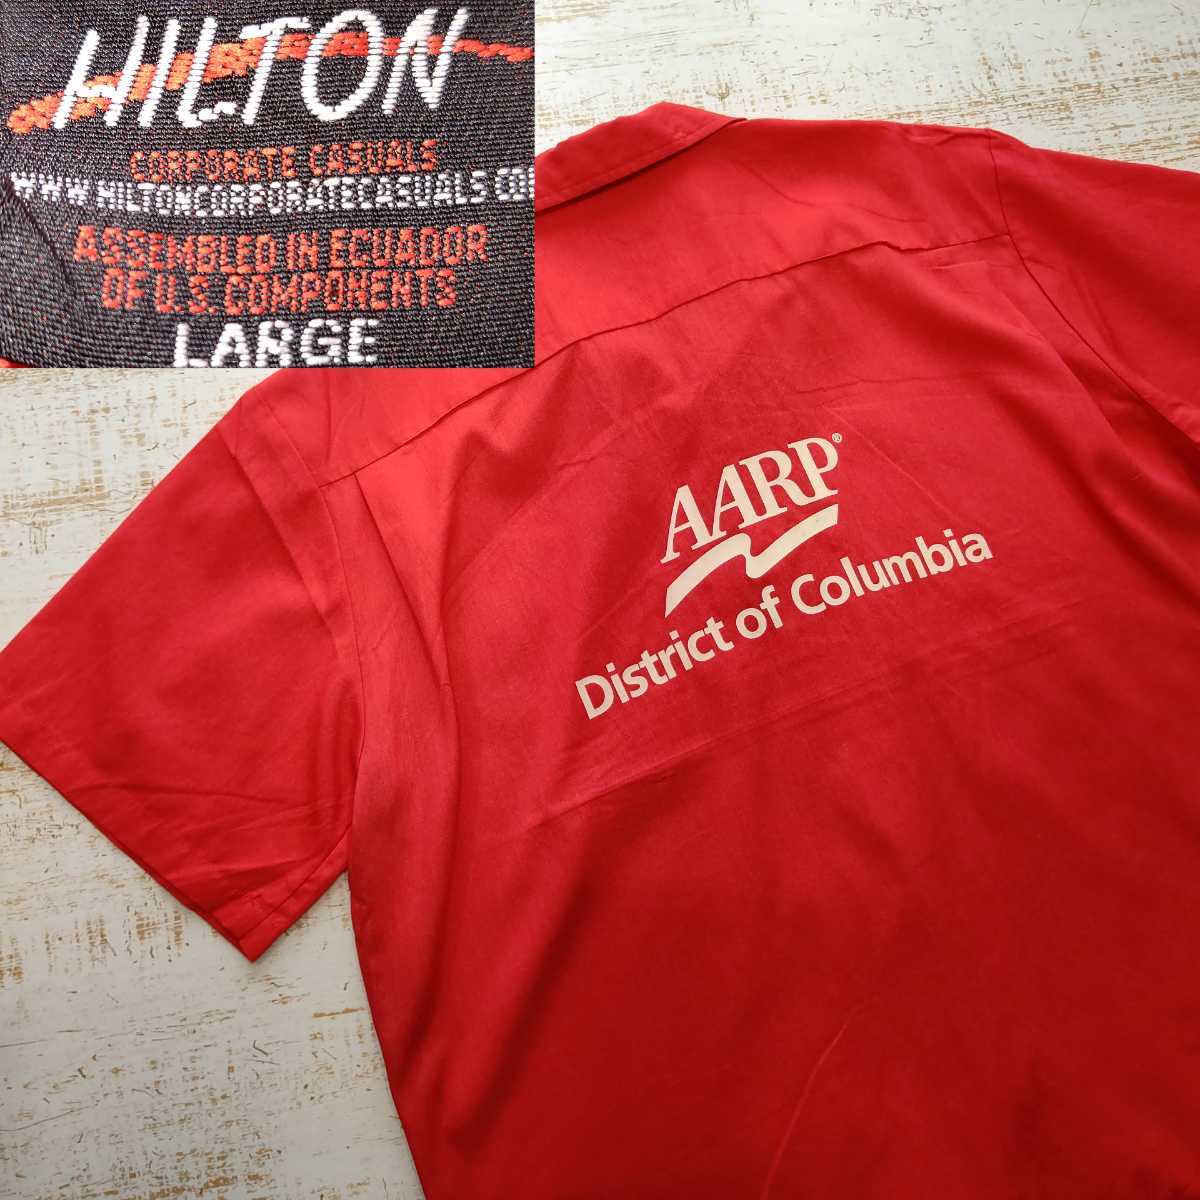 HILTON
CORPORATE CASUALS
WWW.HILTONCORPORATECASUALS.CO
ASSEMBLED IN ECUADOR
OF U.S. COMPONENTS
LARGE
AARP®
District of Columbia